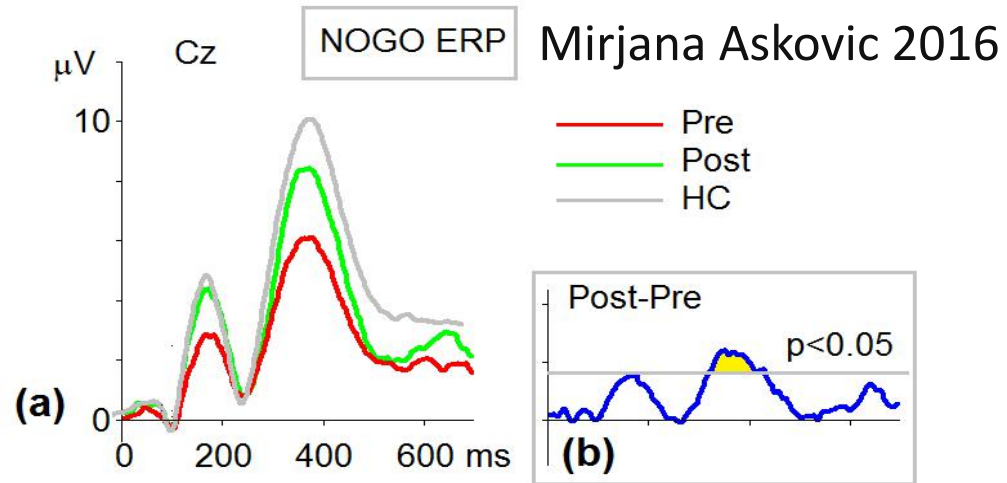 Mirjana Askovic 2016
NOGO ERP
Cz
µV
10
0
Pre
Post
HC
0 200 400 600 ms
(a)
Post-Pre
p<0.05
(b)